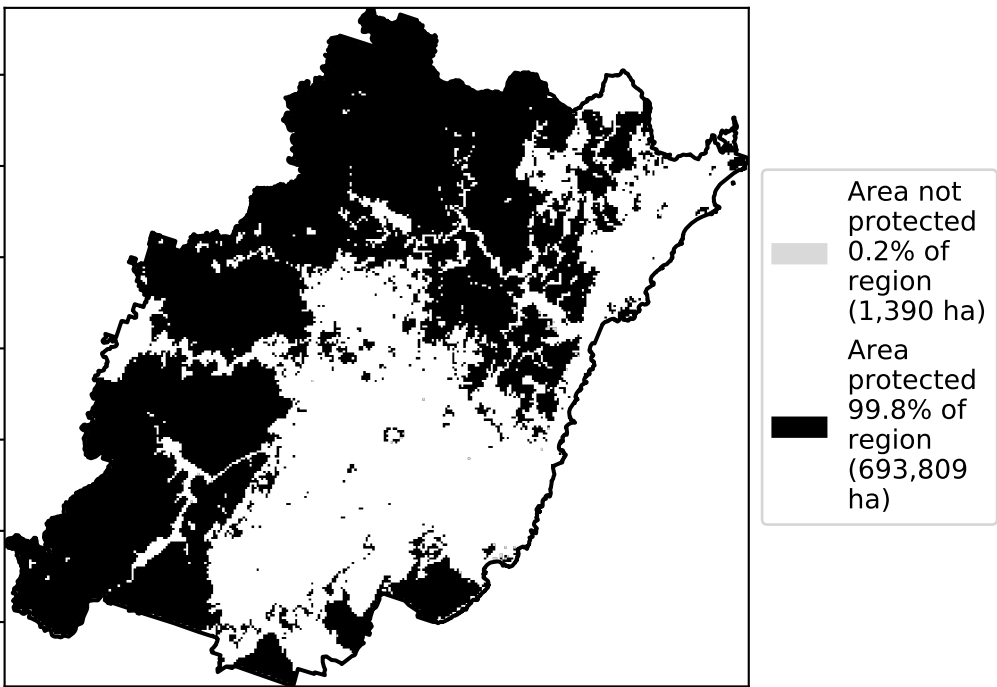 Area not
protected
0.2% of
region
(1,390 ha)
Area
protected
99.8% of
region
(693,809
ha)